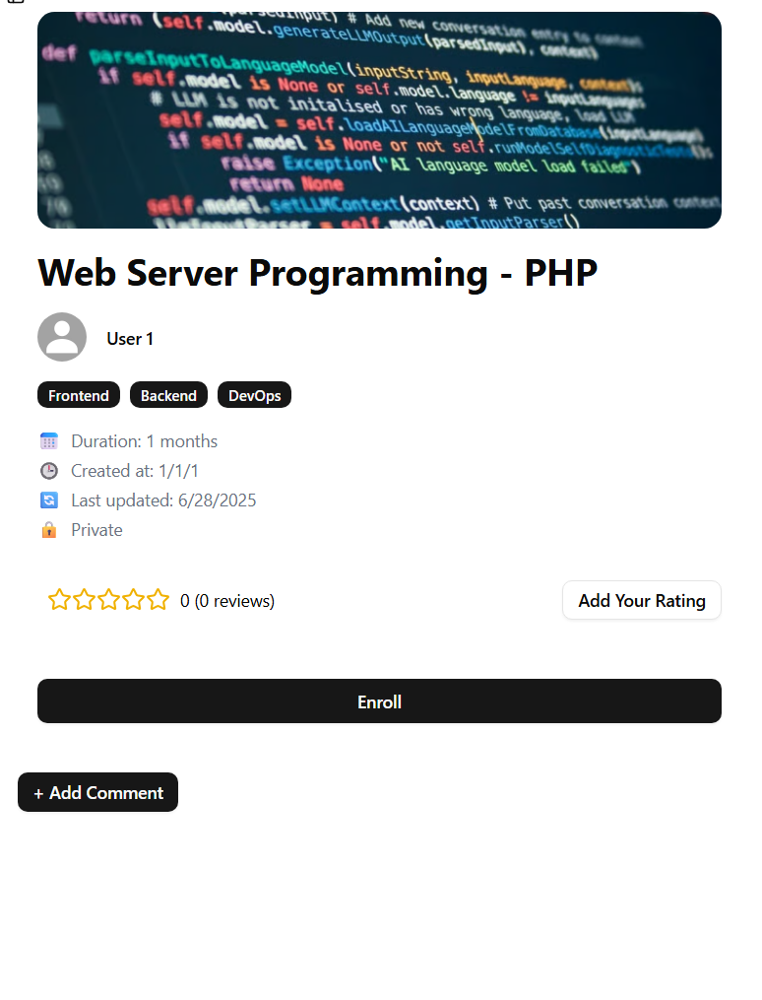 return (self.model.generateLLMOutput(parsedInput), context)
# Add new conversation entry to context
def parseInputToLanguageModel(inputString, inputLanguage, context):
if self.model is None or self.model.language != inputLanguage:
# LLM is not initalised or has wrong language, load LLM
self.model = self.loadAILanguageModelFromDatabase(inputLanguage)
if self.model is None or not self.runModelSelfDiagnosticTests():
raise Exception("AI language model load failed")
return None
self.model.setLLMContext(context) # Put past conversation context
= self.model.getInputParser()
Web Server Programming - PHP
User 1
Frontend Backend DevOps
Duration: 1 months
Created at: 1/1/1
Last updated: 6/28/2025
Private
0 (0 reviews) Add Your Rating
Enroll
+ Add Comment